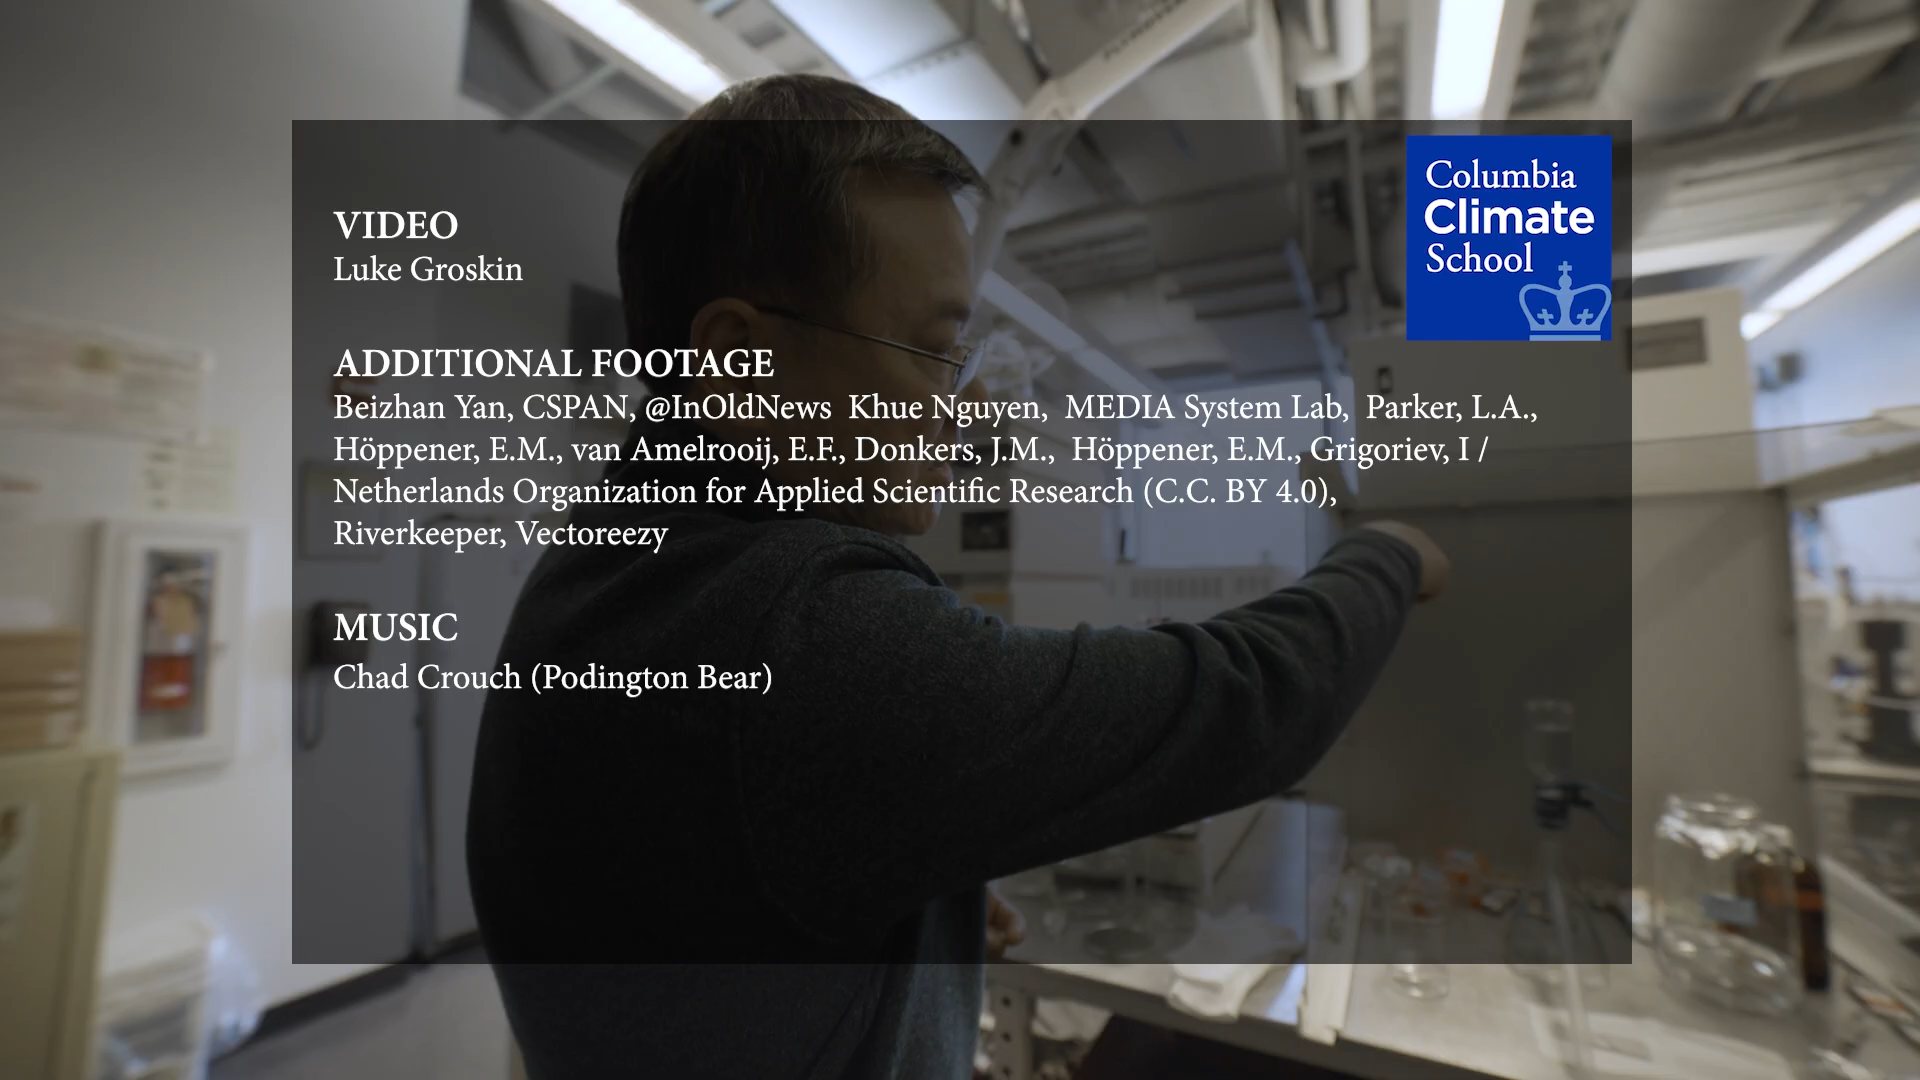 Columbia
Climate
School
VIDEO
Luke Groskin
ADDITIONAL FOOTAGE
Beizhan Yan, CSPAN, @InOldNews  Khue Nguyen,  MEDIA System Lab,  Parker, L.A.,
Höppener, E.M., van Amelrooij, E.F., Donkers, J.M.,  Höppener, E.M., Grigoriev, I /
Netherlands Organization for Applied Scientific Research (C.C. BY 4.0),
Riverkeeper, Vectoreezy
MUSIC
Chad Crouch (Podington Bear)